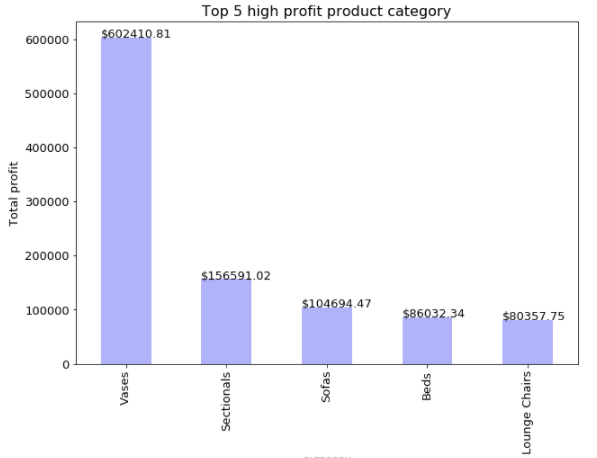 Top 5 high profit product category
Total profit
600000
500000
400000
300000
200000
100000
0
$602410.81
$156591.02
$104694.47
$86032.34
$80357.75
Vases
Sectionals
Sofas
Beds
Lounge Chairs